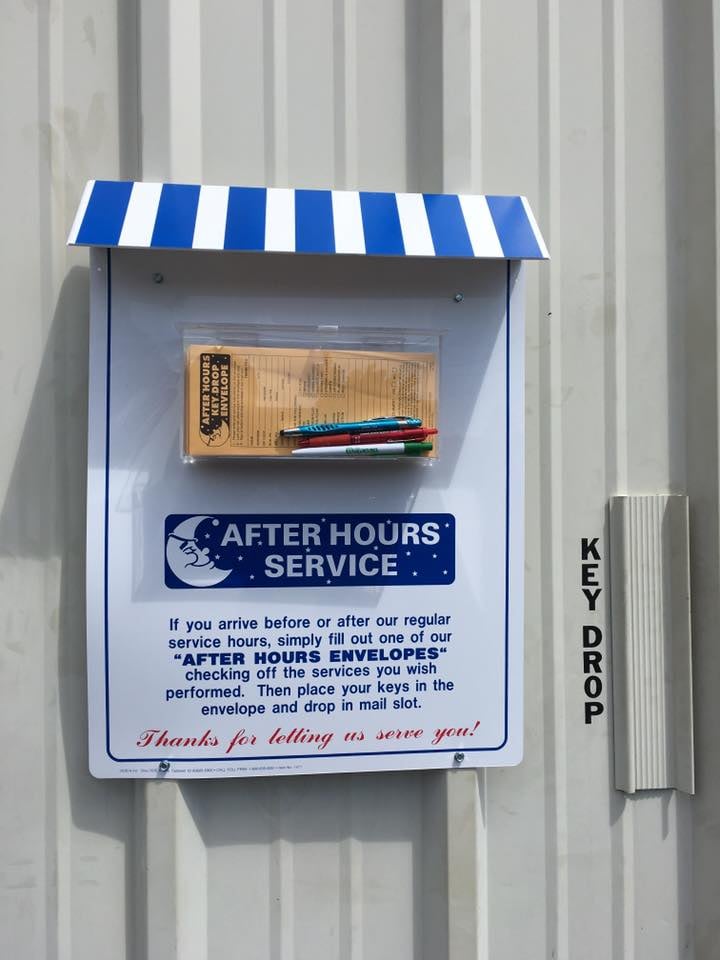 AFTER HOURS
KEY DROP
ENVELOPE
AFTER HOURS
SERVICE
If you arrive before or after our regular
service hours, simply fill out one of our
“AFTER HOURS ENVELOPES“
checking off the services you wish
performed. Then place your keys in the
envelope and drop in mail slot.
Thanks for letting us serve you!
KEY DROP